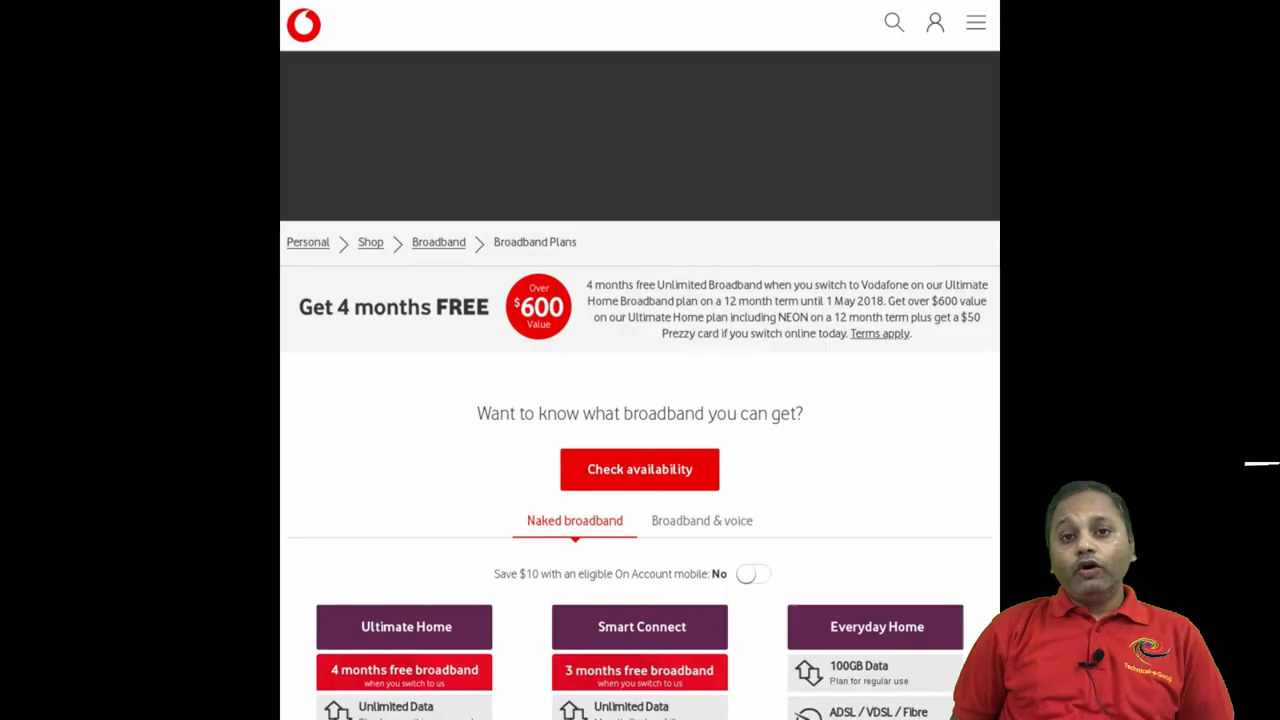 Personal Shop Broadband Broadband Plans
Get 4 months FREE
Over
$600
Value
4 months free Unlimited Broadband when you switch to Vodafone on our Ultimate
Home Broadband plan on a 12 month term until 1 May 2018. Get over $600 value
on our Ultimate Home plan including NEON on a 12 month term plus get a $50
Prezzy card if you switch online today. Terms apply.
Want to know what broadband you can get?
Check availability
Naked broadband Broadband & voice
Save $10 with an eligible On Account mobile: No
Ultimate Home
4 months free broadband
when you switch to us
Unlimited Data
Smart Connect
3 months free broadband
when you switch to us
Unlimited Data
Everyday Home
100GB Data
Plan for regular use
ADSL / VDSL / Fibre
Technical-eGuruji